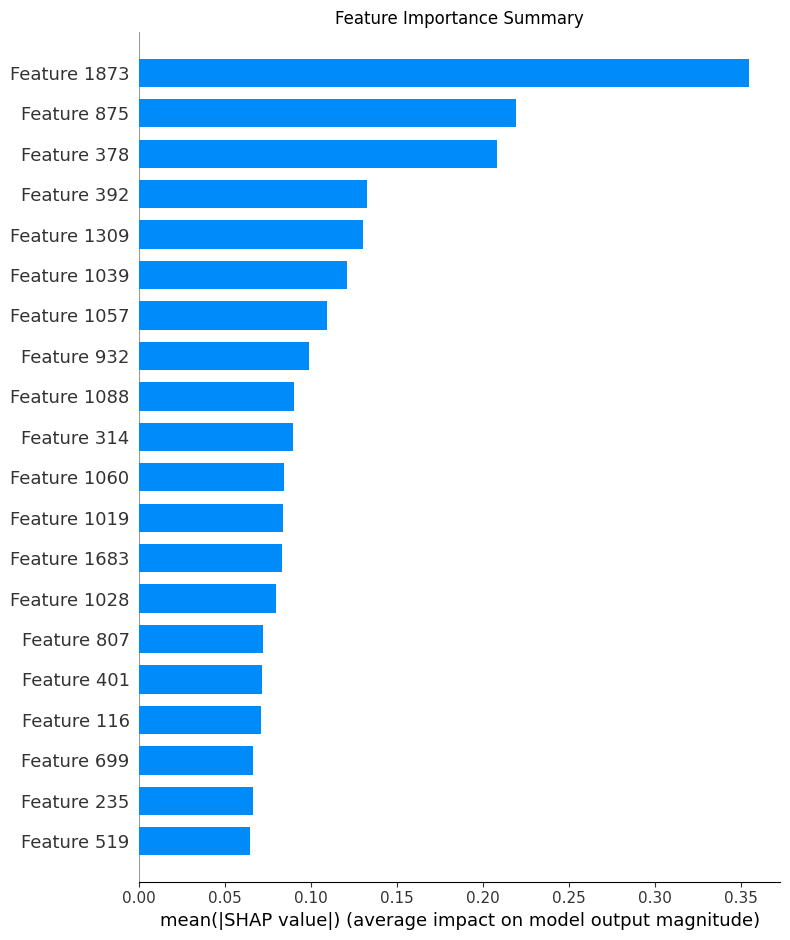 Feature Importance Summary
Feature 1873
Feature 875
Feature 378
Feature 392
Feature 1309
Feature 1039
Feature 1057
Feature 932
Feature 1088
Feature 314
Feature 1060
Feature 1019
Feature 1683
Feature 1028
Feature 807
Feature 401
Feature 116
Feature 699
Feature 235
Feature 519
0.00 0.05 0.10 0.15 0.20 0.25 0.30 0.35
mean(|SHAP value|) (average impact on model output magnitude)